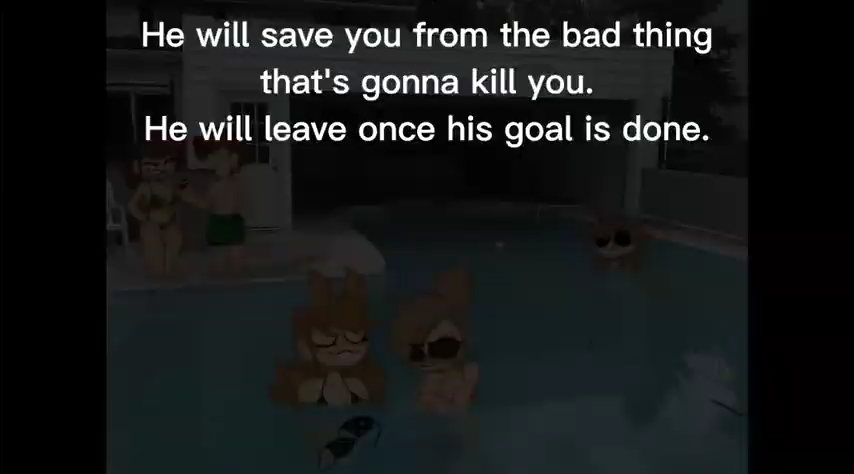 He will save you from the bad thing
that's gonna kill you.
He will leave once his goal is done.